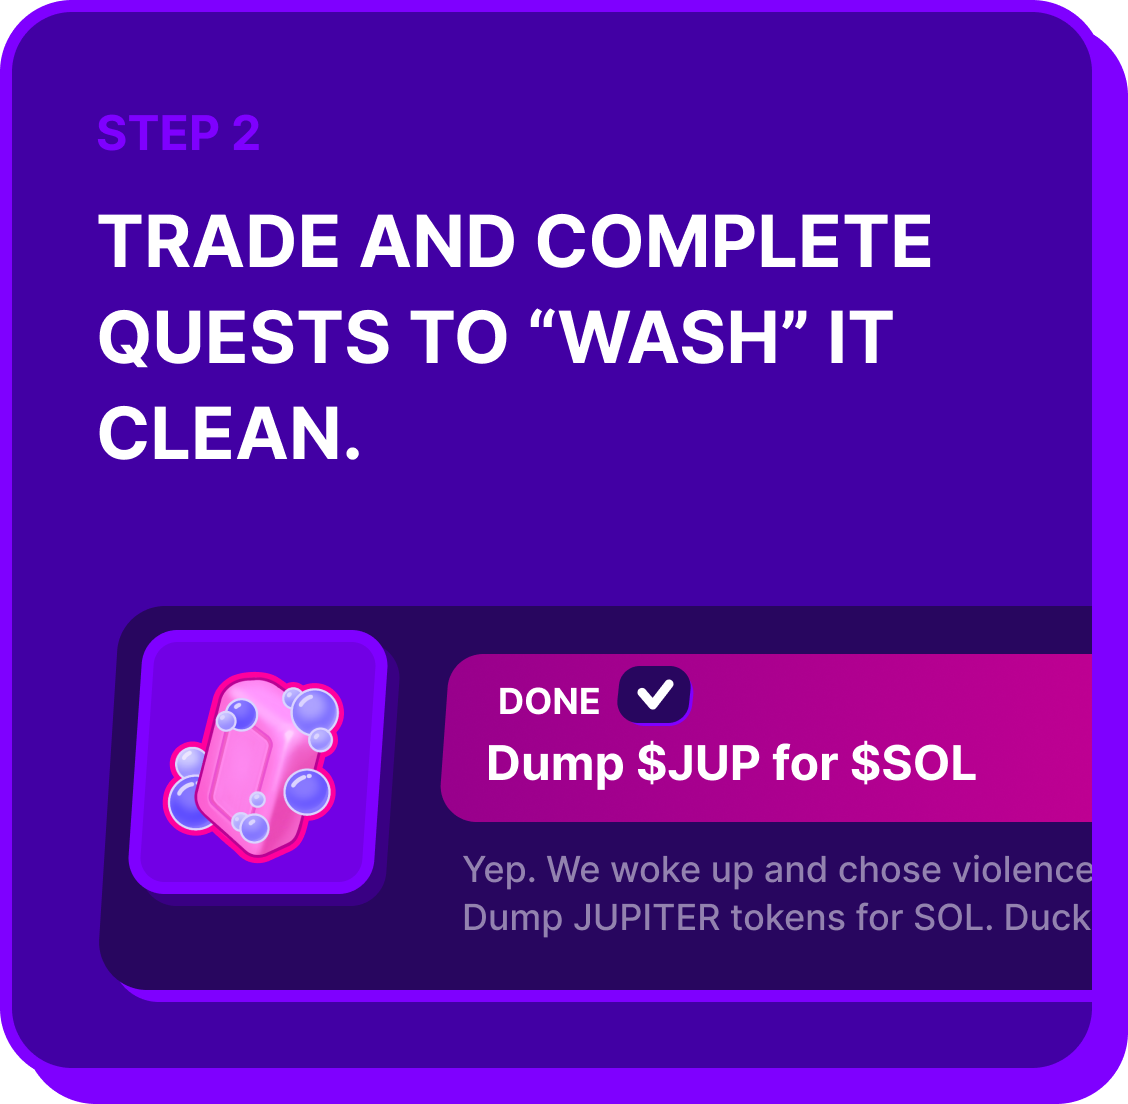 STEP 2
TRADE AND COMPLETE
QUESTS TO “WASH” IT
CLEAN.
DONE
Dump $JUP for $SOL
Yep. We woke up and chose violence
Dump JUPITER tokens for SOL. Duck